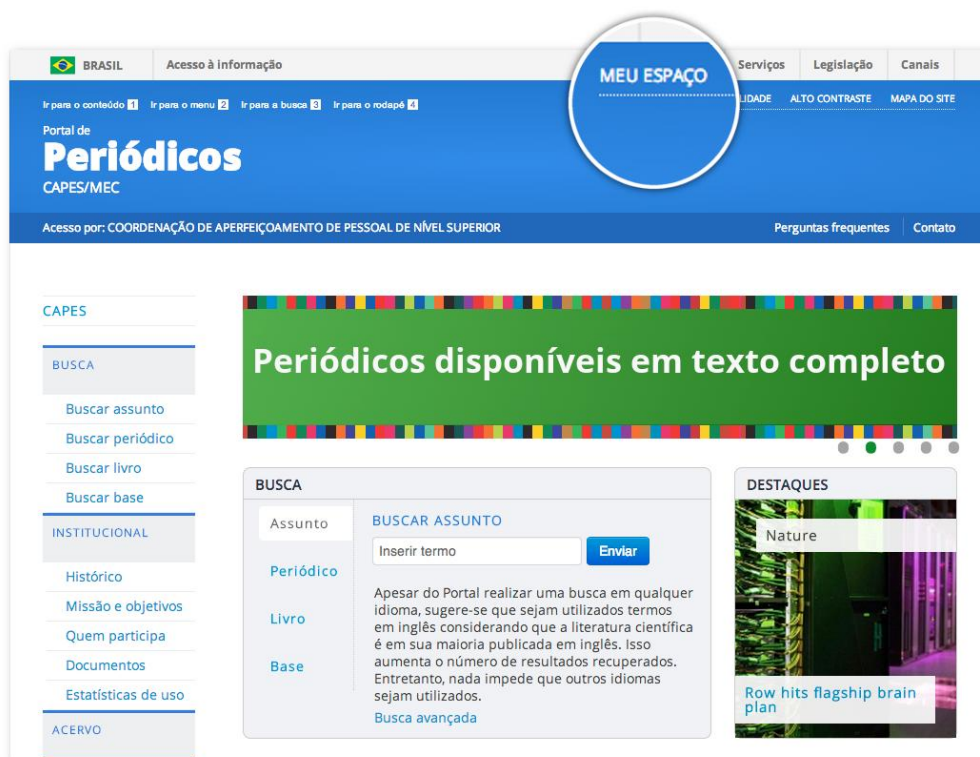 BRASIL Acesso à informação Serviços Legislação Canais
MEU ESPAÇO
Ir para o conteúdo 1 Ir para o menu 2 Ir para a busca 3 Ir para o rodapé 4
ALTO CONTRASTE MAPA DO SITE
Portal de
Periódicos
CAPES/MEC
Acesso por: COORDENAÇÃO DE APERFEIÇOAMENTO DE PESSOAL DE NÍVEL SUPERIOR Perguntas frequentes Contato
CAPES
BUSCA
Buscar assunto
Buscar periódico
Buscar livro
Buscar base
INSTITUCIONAL
Histórico
Missão e objetivos
Quem participa
Documentos
Estatísticas de uso
ACERVO
Periódicos disponíveis em texto completo
BUSCA
Assunto
Periódico
Livro
Base
BUSCAR ASSUNTO
Inserir termo Enviar
Apesar do Portal realizar uma busca em qualquer
idioma, sugere-se que sejam utilizados termos
em inglês considerando que a literatura científica
é em sua maioria publicada em inglês. Isso
aumenta o número de resultados recuperados.
Entretanto, nada impede que outros idiomas
sejam utilizados.
Busca avançada
DESTAQUES
Nature
Row hits flagship brain
plan